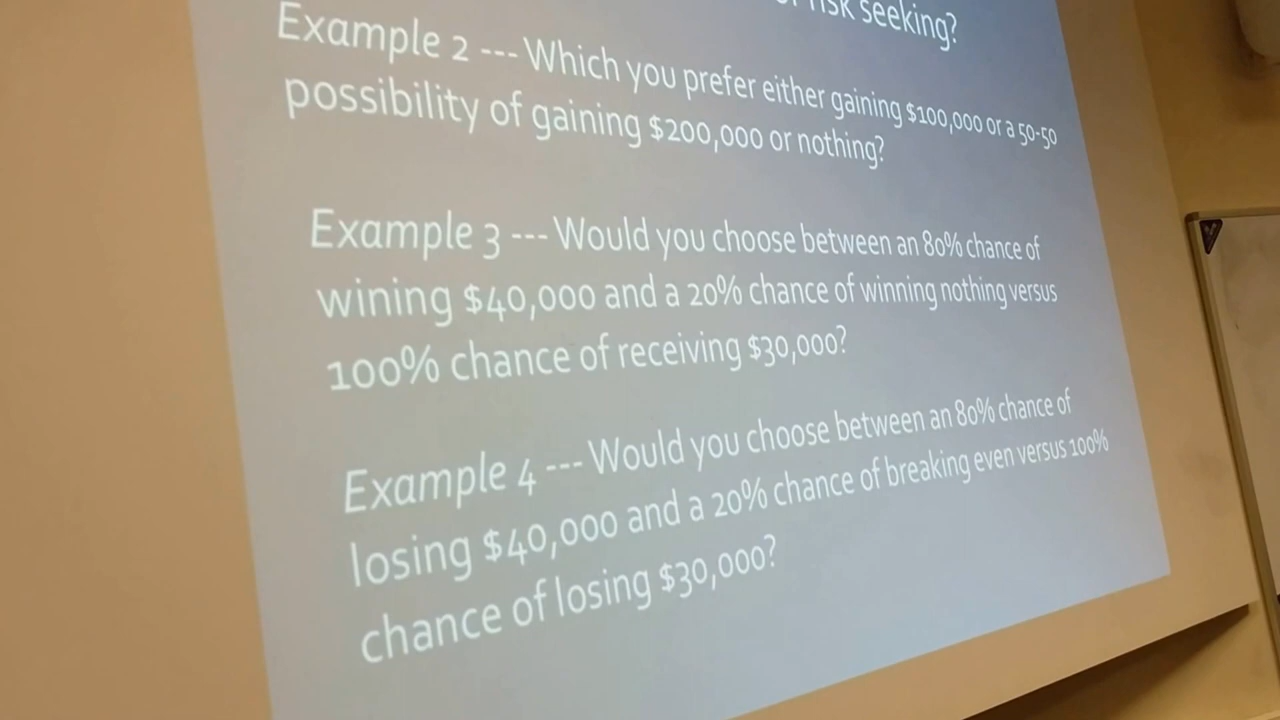 risk seeking?
Example 2 --- Which you prefer either gaining $100,000 or a 50-50
possibility of gaining $200,000 or nothing?
Example 3 --- Would you choose between an 80% chance of
wining $40,000 and a 20% chance of winning nothing versus
100% chance of receiving $30,000?
Example 4 --- Would you choose between an 80% chance of
losing $40,000 and a 20% chance of breaking even versus 100%
chance of losing $30,000?